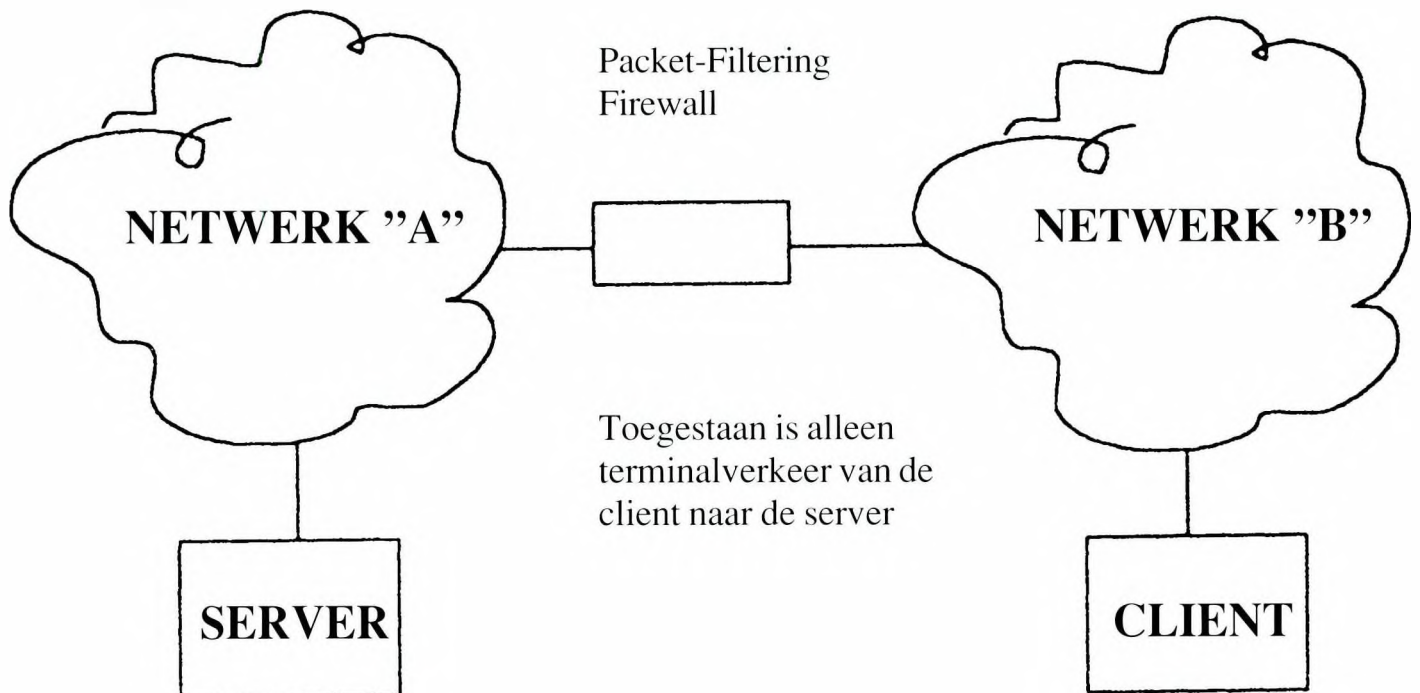 Packet-Filtering
Firewall
NETWERK ”A”
NETWERK ”B”
Toegestaan is alleen
terminalverkeer van de
client naar de server
SERVER
CLIENT